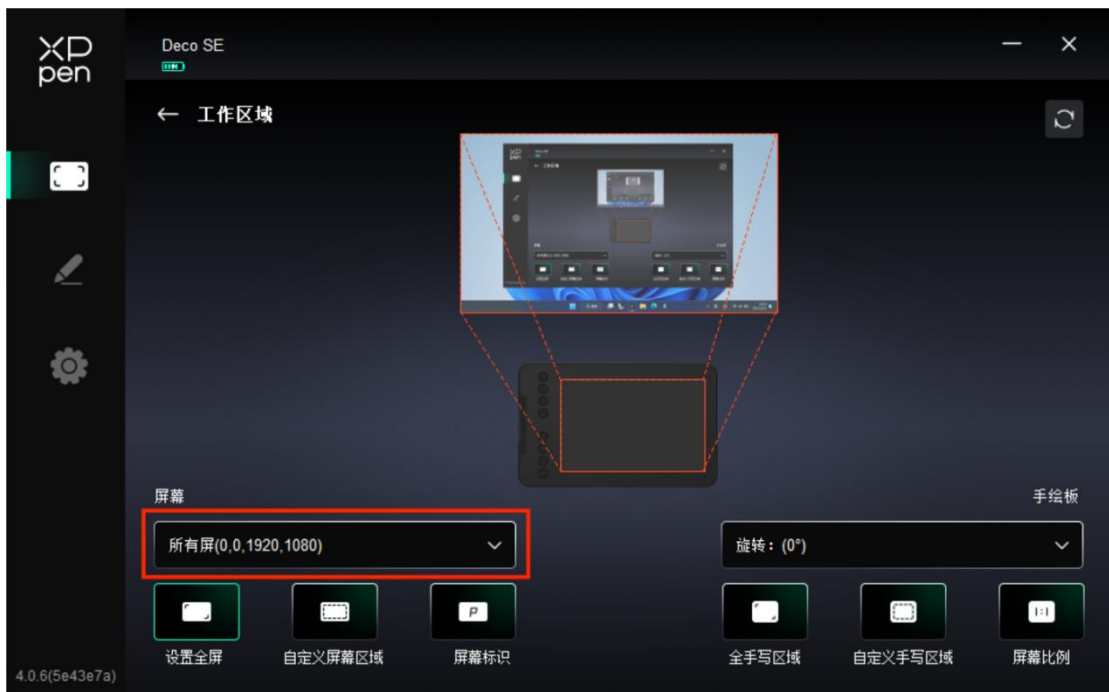 XP
pen
Deco SE
工作区域
屏幕
手绘板
所有屏(0,0,1920,1080)
旋转：(0°)
P
1:1
设置全屏
自定义屏幕区域
屏幕标识
全手写区域
自定义手写区域
屏幕比例
4.0.6(5e43e7a)